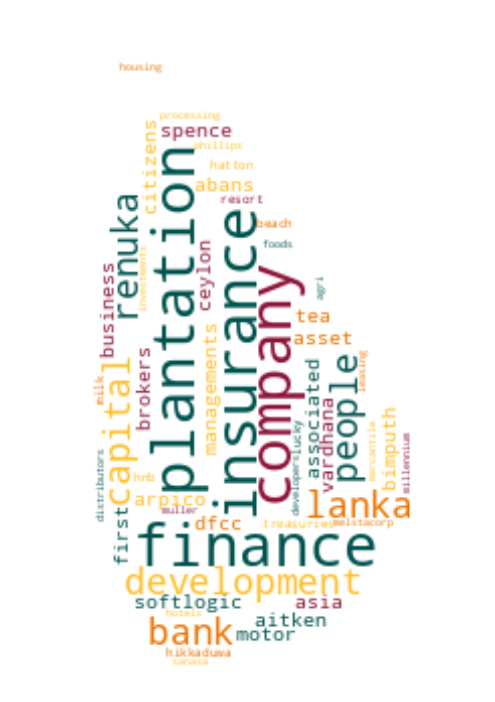 housing
processing
citizens
spence
phillips
hatton
abans
resort
plantation
renuka
insurance
beach
foods
ceylon
investments
business
company
agri
tea
asset
managements
brokers
capital
milk
people
leasing
associated
vardhana
lucky
developers
mercantile
bimputh
millennium
distributors
hnb
arpico
muller
lanka
first
dfcc
treasuries
melstacorp
finance
development
softlogic
asia
hotels
aitken
bank
motor
hikkaduwa
sanasa